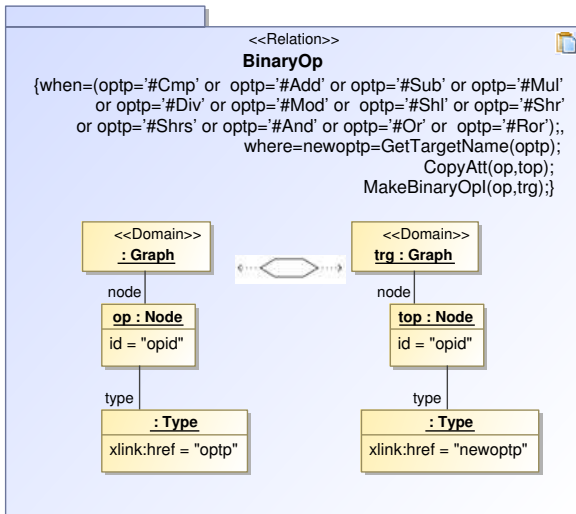 <<Relation>>
BinaryOp
{when=(optp='#Cmp' or optp='#Add' or optp='#Sub' or optp='#Mul'
or optp='#Div' or optp='#Mod' or optp='#Shl' or optp='#Shr'
or optp='#Shrs' or optp='#And' or optp='#Or' or optp='#Ror');,
where=newoptp=GetTargetName(optp);
CopyAtt(op,top);
MakeBinaryOpI(op,trg);}
<<Domain>>
: Graph
node
op : Node
id = "opid"
type
: Type
xlink:href = "optp"
<<Domain>>
trg : Graph
node
top : Node
id = "opid"
type
: Type
xlink:href = "newoptp"